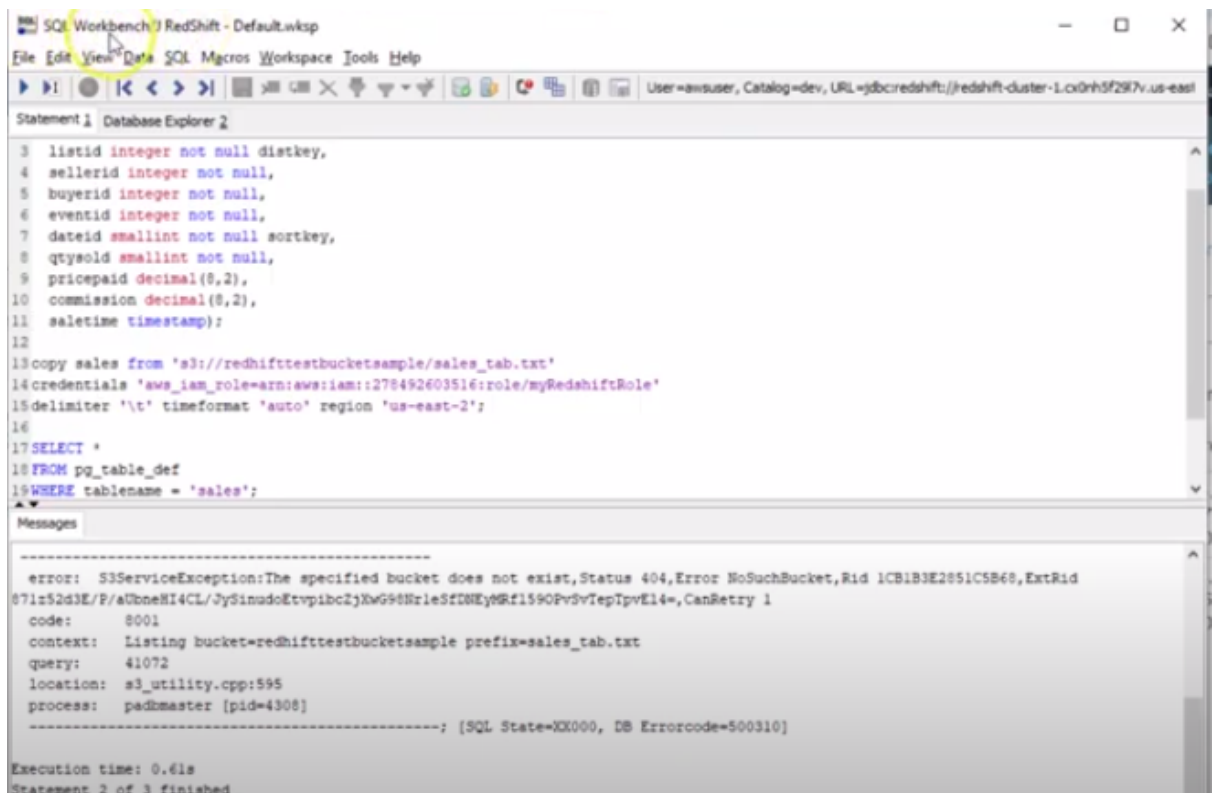 SQL Workbench/J RedShift - Default.wksp
File Edit View Data SQL Macros Workspace Tools Help
User=awsuser, Catalog=dev, URL=jdbc:redshift://redshift-cluster-1.cx0nh5f29l7v.us-east
Statement 1 Database Explorer 2
3 listid integer not null distkey,
4 sellerid integer not null,
5 buyerid integer not null,
6 eventid integer not null,
7 dateid smallint not null sortkey,
8 qtysold smallint not null,
9 pricepaid decimal(8,2),
10 commission decimal(8,2),
11 saletime timestamp);
12
13 copy sales from 's3://redhifttestbucketsample/sales_tab.txt'
14 credentials 'aws_iam_role=arn:aws:iam::278492603516:role/myRedshiftRole'
15 delimiter '\t' timeformat 'auto' region 'us-east-2';
16
17 SELECT *
18 FROM pg_table_def
19 WHERE tablename = 'sales';
Messages
-----------------------------------------------
error: S3ServiceException:The specified bucket does not exist,Status 404,Error NoSuchBucket,Rid 1CB1B3E2851C5B68,ExtRid
CanRetry 1
code: 8001
context: Listing bucket=redhifttestbucketsample prefix=sales_tab.txt
query: 41072
location: s3_utility.cpp:595
process: padbmaster [pid=4308]
-----------------------------------------------; [SQL State=XX000, DB Errorcode=500310]
Execution time: 0.61s
Statement 2 of 3 finished